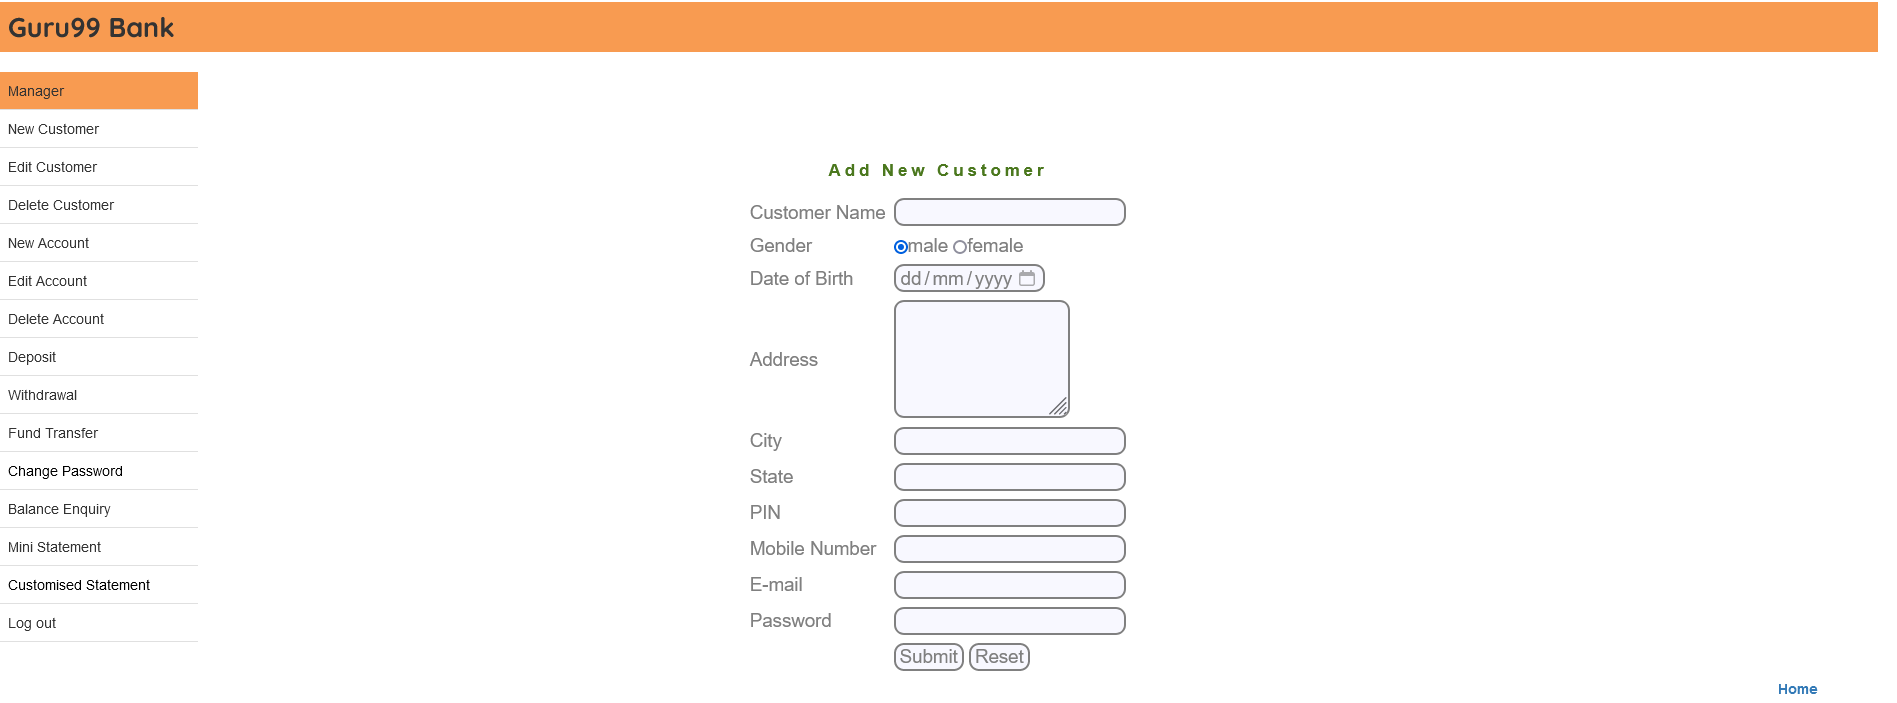 Guru99 Bank
Manager
New Customer
Edit Customer
Delete Customer
New Account
Edit Account
Delete Account
Deposit
Withdrawal
Fund Transfer
Change Password
Balance Enquiry
Mini Statement
Customised Statement
Log out
Add New Customer
Customer Name
Gender male female
Date of Birth dd/mm/yyyy
Address
City
State
PIN
Mobile Number
E-mail
Password
Submit Reset
Home